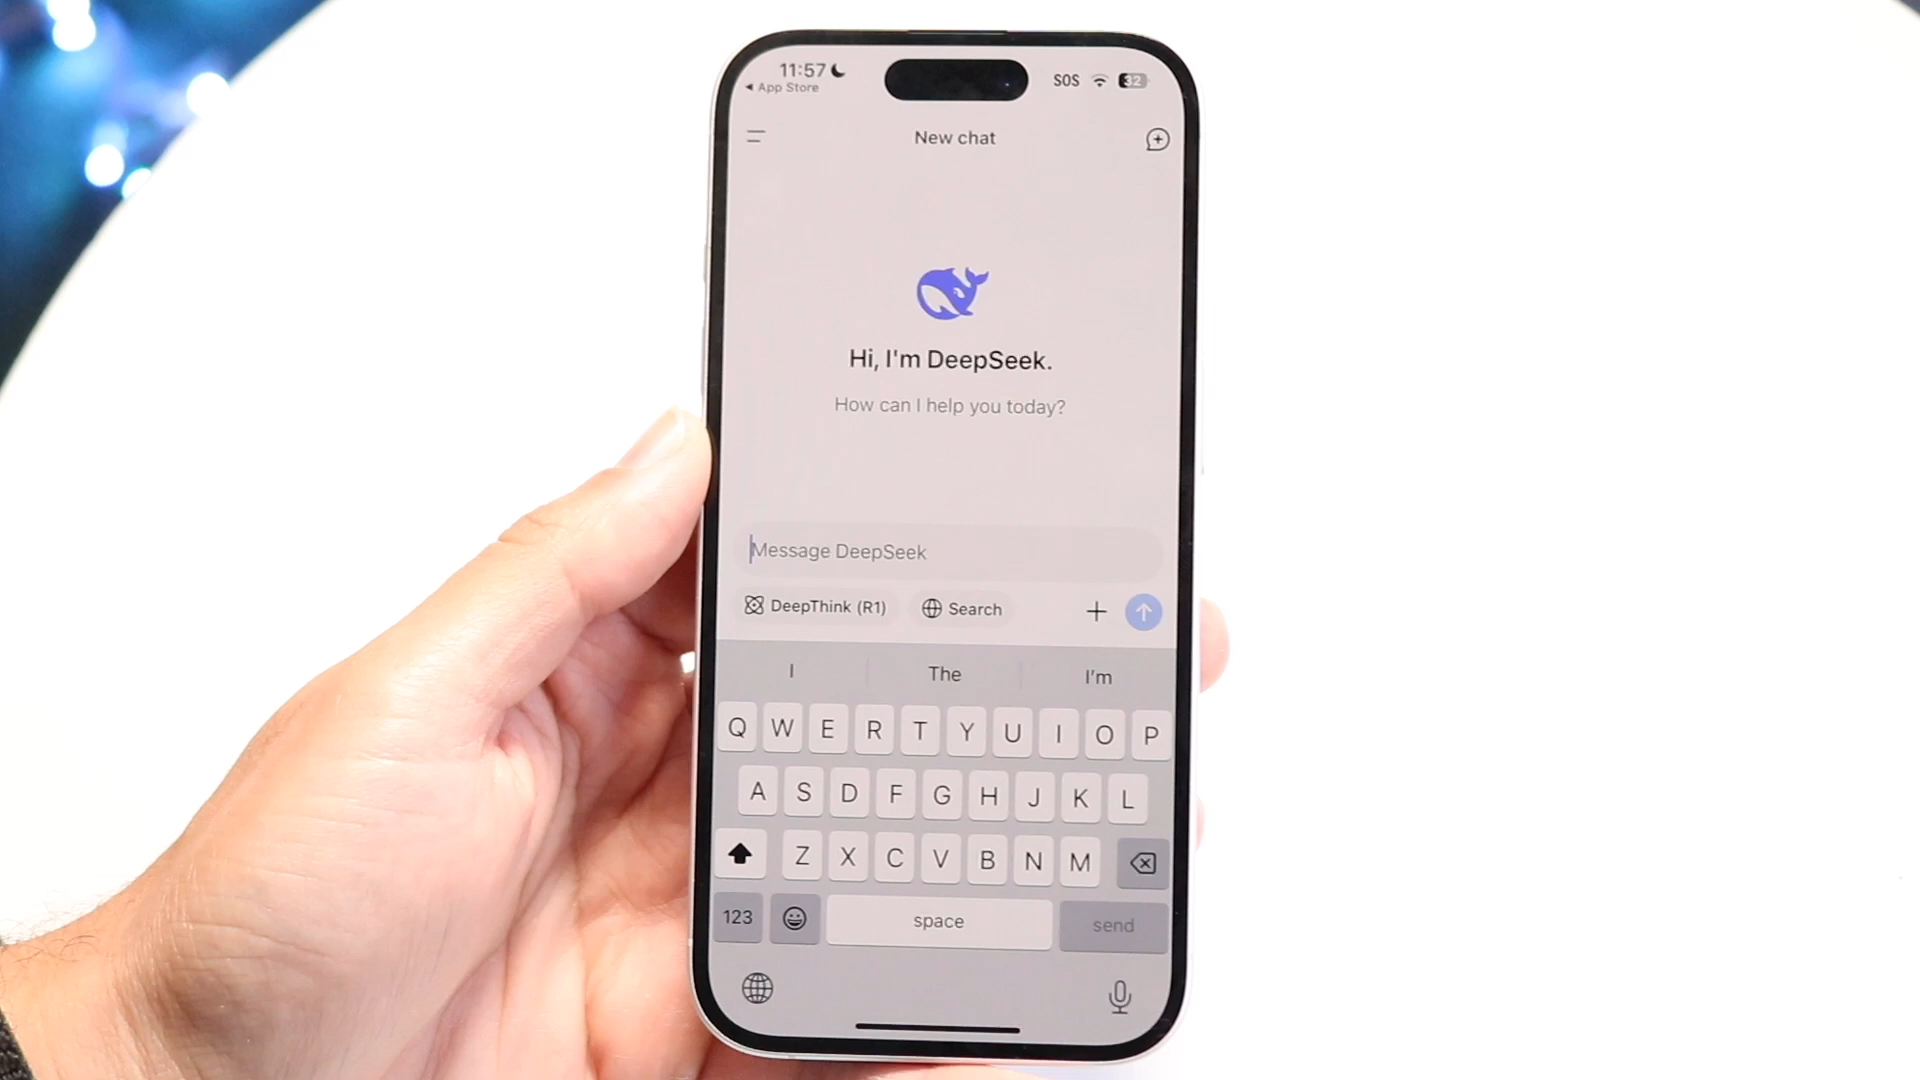 11:57
SOS
32
◄ App Store
New chat
Hi, I'm DeepSeek.
How can I help you today?
Message DeepSeek
DeepThink (R1) Search
I The I'm
Q W E R T Y U I O P
A S D F G H J K L
Z X C V B N M
123 space send